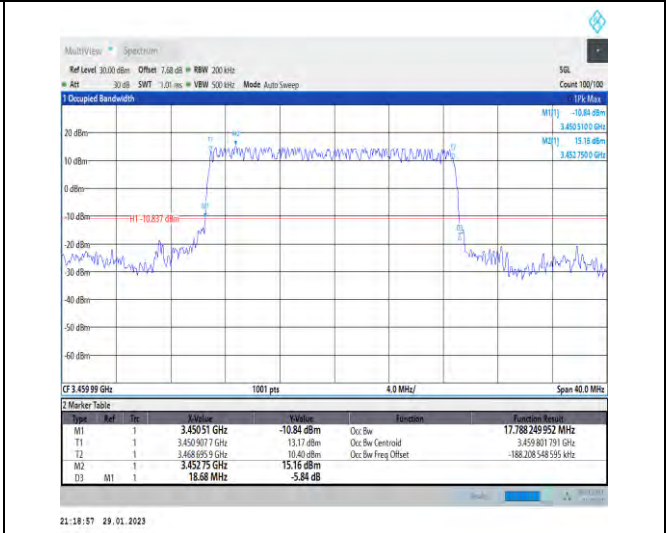 MultiView Spectrum
Ref Level 30.00 dBm Offset 7.68 dB RBW 200 kHz SGL
Att 30 dB SWT 1.01 ms VBW 500 kHz Mode Auto Sweep Count 100/100
1 Occupied Bandwidth 1Pk Max
M1[1] -10.84 dBm
3.450 510 0 GHz
M2[1] 15.16 dBm
3.452 750 0 GHz
20 dBm
T1 M2 T2
10 dBm
0 dBm
M1
-10 dBm
H1 -10.837 dBm
D3
-20 dBm
-30 dBm
-40 dBm
-50 dBm
-60 dBm
CF 3.459 99 GHz 1001 pts 4.0 MHz/ Span 40.0 MHz
2 Marker Table
Type Ref Trc X-Value Y-Value Function Function Result
M1 1 3.450 51 GHz -10.84 dBm Occ Bw 17.788 249 952 MHz
T1 1 3.450 907 7 GHz 13.17 dBm Occ Bw Centroid 3.459 801 791 GHz
T2 1 3.468 695 9 GHz 10.40 dBm Occ Bw Freq Offset -188.208 548 595 kHz
M2 1 3.452 75 GHz 15.16 dBm
D3 M1 1 18.68 MHz -5.84 dB
21:18:57 29.01.2023